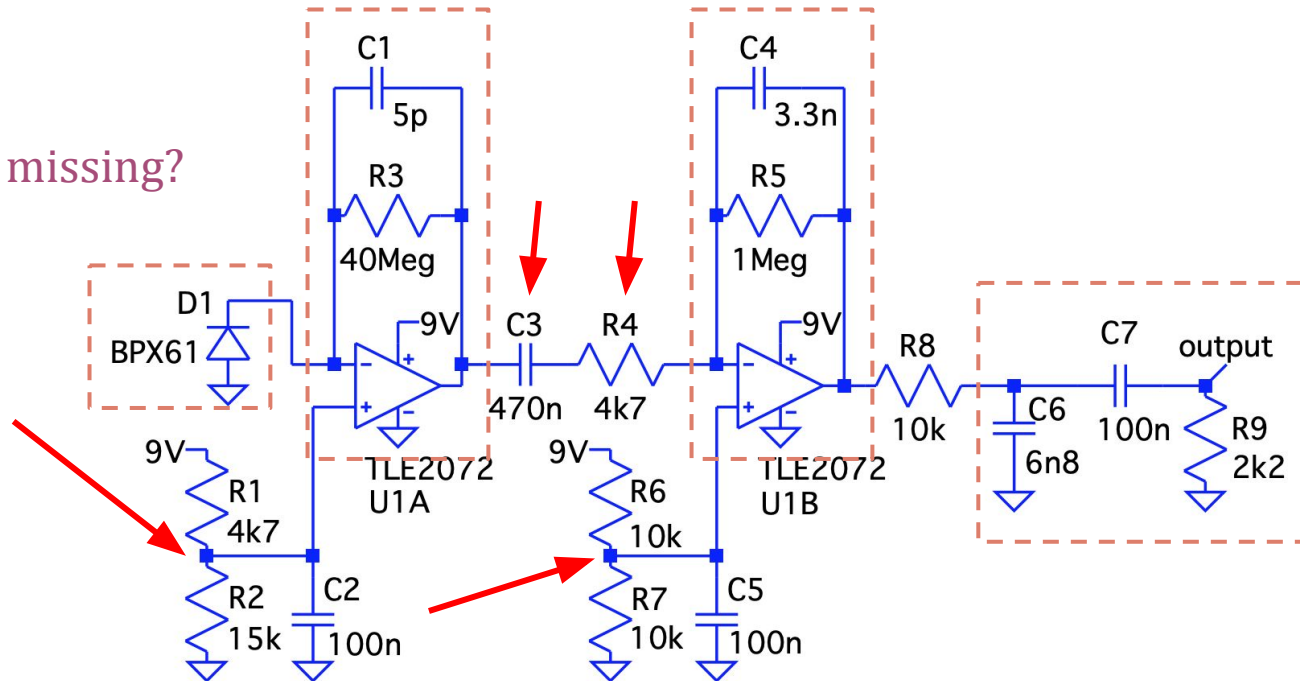 missing?
C1
5p
R3
40Meg
D1
BPX61
9V
C3
470n
R4
4k7
TLE2072
U1A
9V
R1
4k7
R2
15k
C2
100n
C4
3.3n
R5
1Meg
9V
TLE2072
U1B
9V
R6
10k
R7
10k
C5
100n
R8
10k
C6
6n8
C7
100n
output
R9
2k2